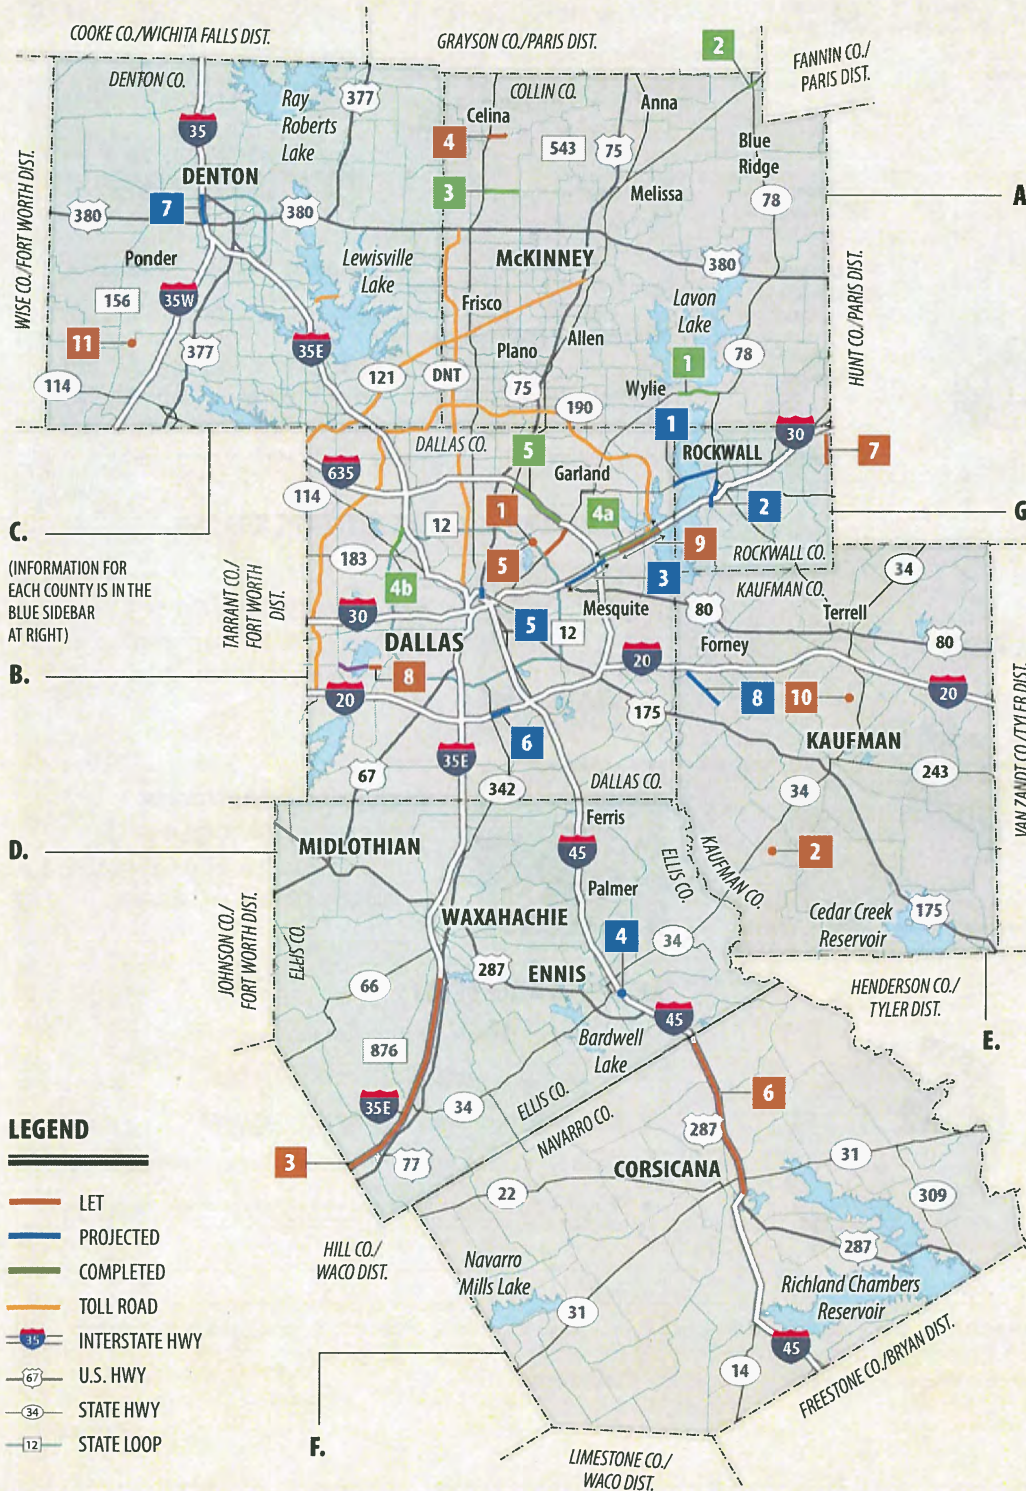 COOKE CO./WICHITA FALLS DIST.
GRAYSON CO./PARIS DIST.
2
FANNIN CO./
PARIS DIST.
DENTON CO.
COLLIN CO.
Ray
Roberts
Lake
377
Celina
Anna
35
4
543
75
Blue
Ridge
WISE CO./FORT WORTH DIST.
DENTON
3
Melissa
78
A.
7
380
380
Ponder
Lewisville
Lake
McKINNEY
380
HUNT CO./PARIS DIST.
156
35W
Frisco
Lavon
Lake
11
377
35E
Plano
Allen
78
114
121
DNT
75
Wylie
1
190
1
30
DALLAS CO.
5
ROCKWALL
7
635
Garland
114
1
4a
2
G.
C.
12
9
ROCKWALL CO.
183
5
(INFORMATION FOR
EACH COUNTY IS IN THE
BLUE SIDEBAR
AT RIGHT)
TARRANT CO./
FORT WORTH
DIST.
4b
3
KAUFMAN CO.
34
30
Mesquite
80
Terrell
DALLAS
5
12
Forney
80
B.
8
20
20
8
10
20
175
6
KAUFMAN
VAN ZANDT CO./TYLER DIST.
35E
67
342
DALLAS CO.
34
243
D.
MIDLOTHIAN
Ferris
45
ELLIS CO.
KAUFMAN CO.
2
Palmer
JOHNSON CO./
FORT WORTH DIST.
ELLIS CO.
WAXAHACHIE
4
34
Cedar Creek
Reservoir
175
66
287
ENNIS
HENDERSON CO./
TYLER DIST.
45
E.
876
Bardwell
Lake
35E
34
ELLIS CO.
NAVARRO CO.
6
LEGEND
3
77
287
CORSICANA
31
LET
22
309
PROJECTED
HILL CO./
WACO DIST.
Navarro
Mills Lake
287
COMPLETED
Richland Chambers
Reservoir
TOLL ROAD
31
35
INTERSTATE HWY
45
67
U.S. HWY
14
FREESTONE CO./BRYAN DIST.
34
STATE HWY
12
STATE LOOP
F.
LIMESTONE CO./
WACO DIST.